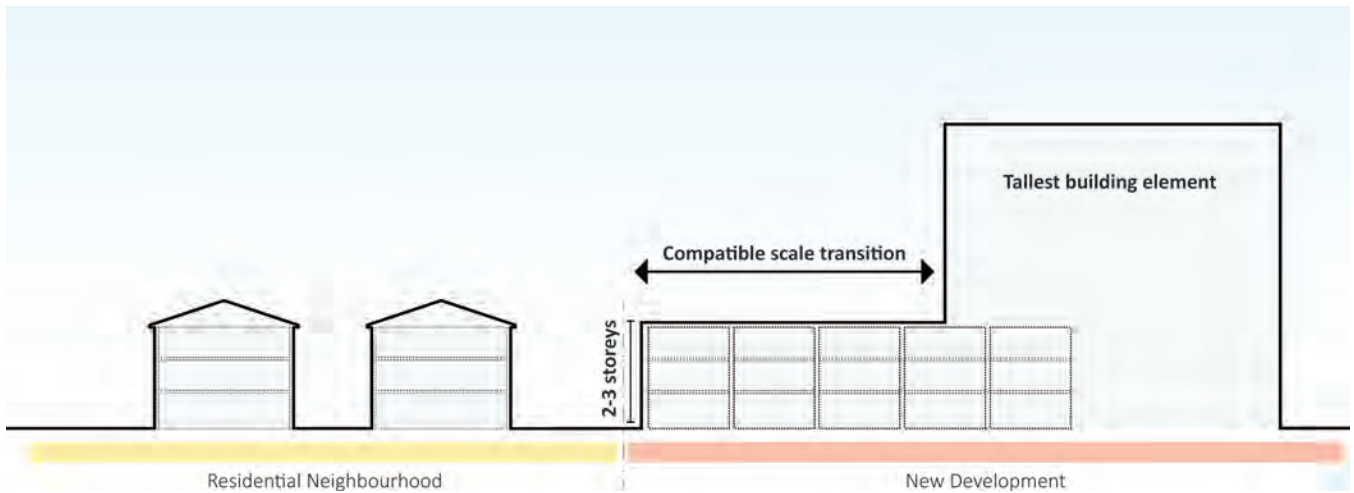 Tallest building element
Compatible scale transition
2-3 storeys
Residential Neighbourhood
New Development